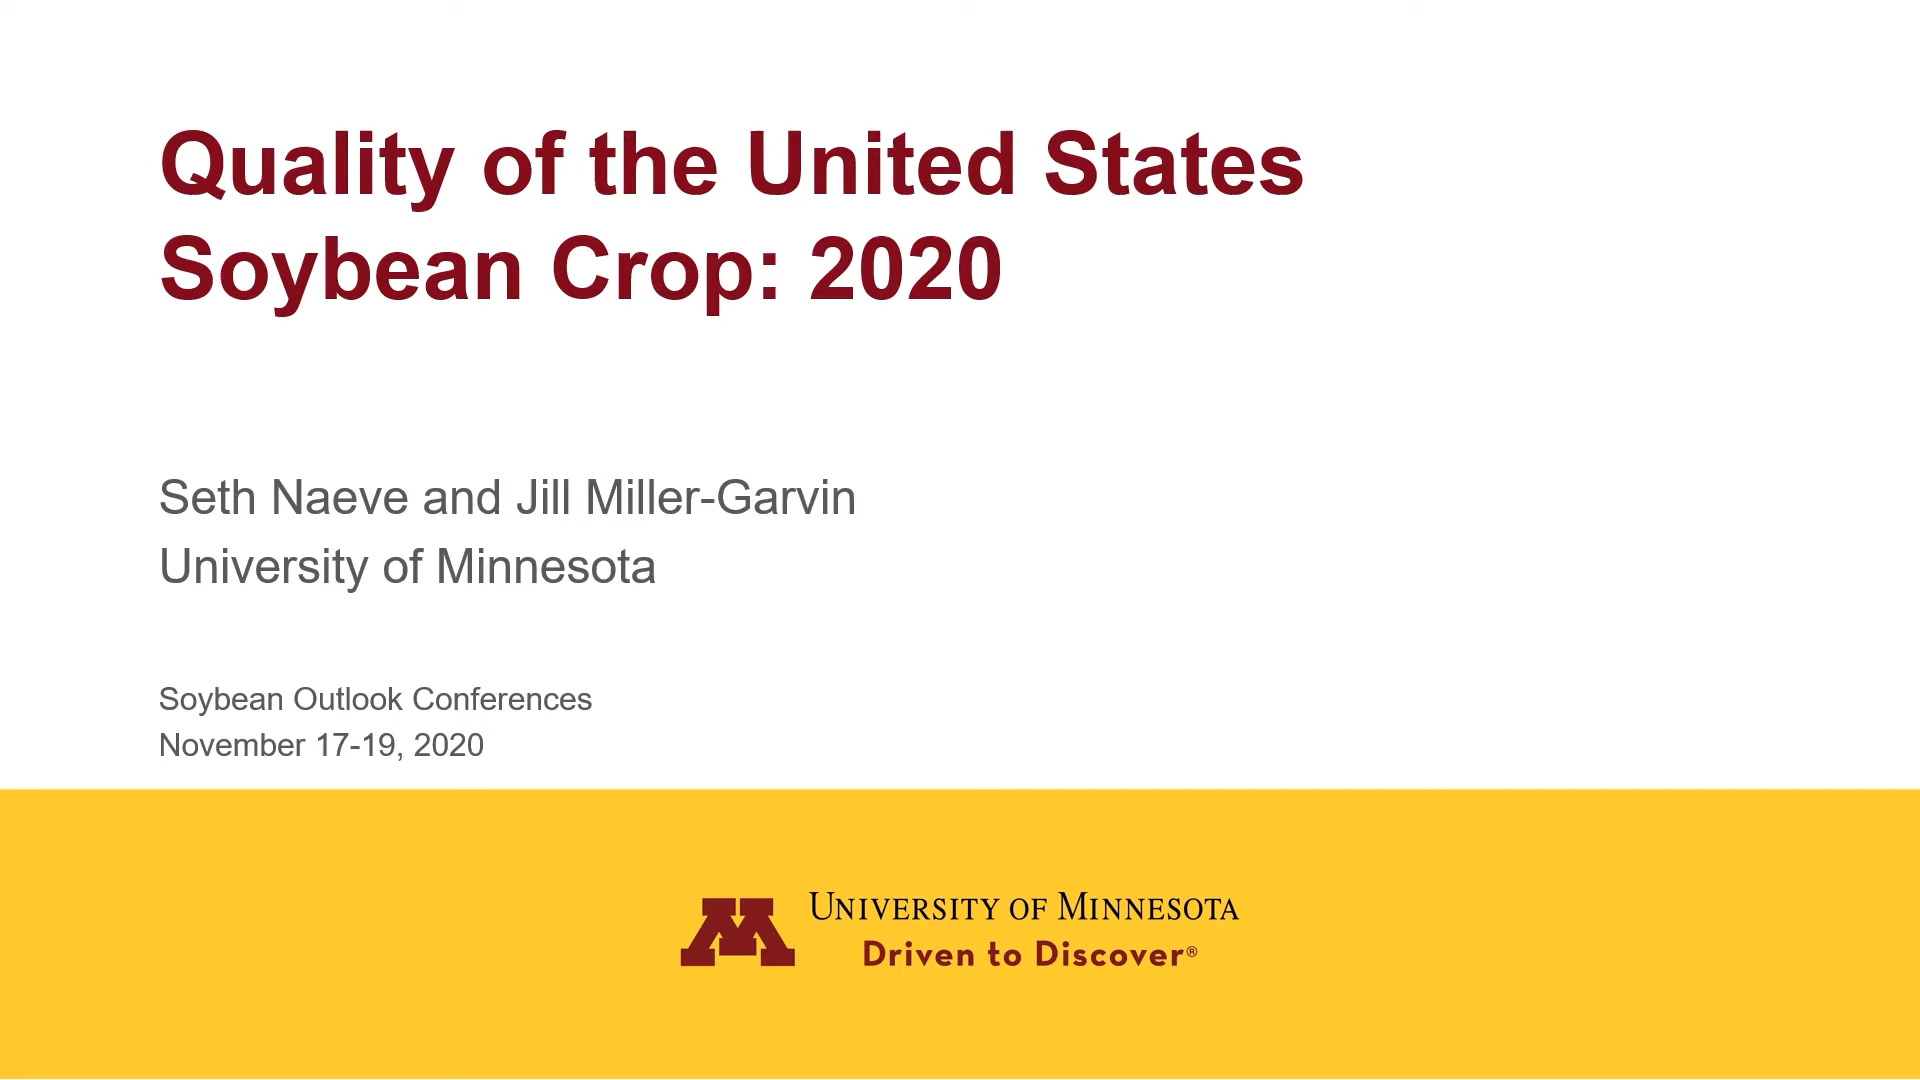 Quality of the United States
Soybean Crop: 2020
Seth Naeve and Jill Miller-Garvin
University of Minnesota
Soybean Outlook Conferences
November 17-19, 2020
M
University of Minnesota
Driven to Discover®